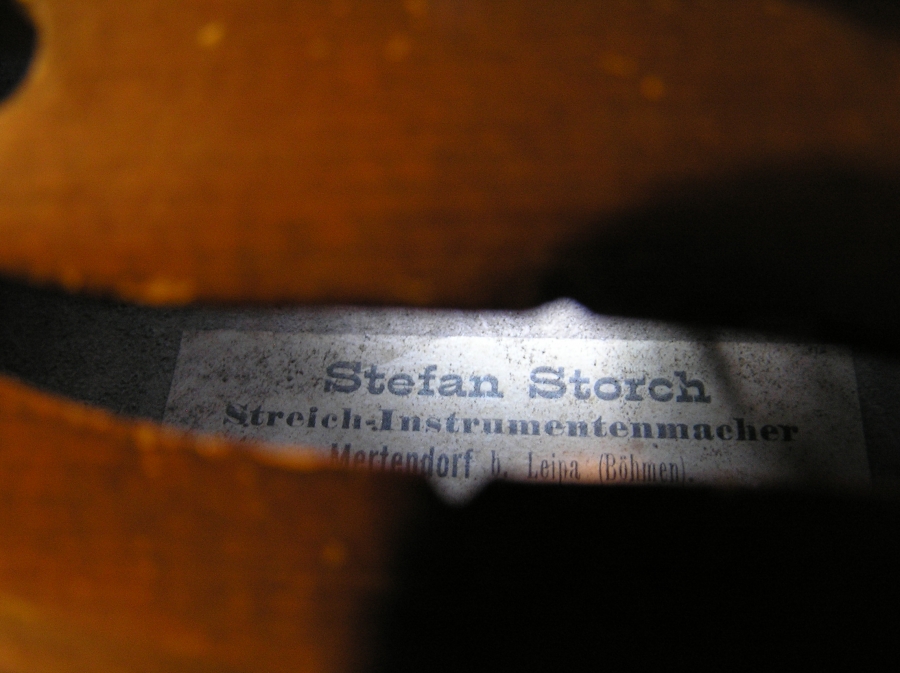 Stefan Storch
Streich-Instrumentenmacher
Mertendorf b. Leipa (Böhmen).